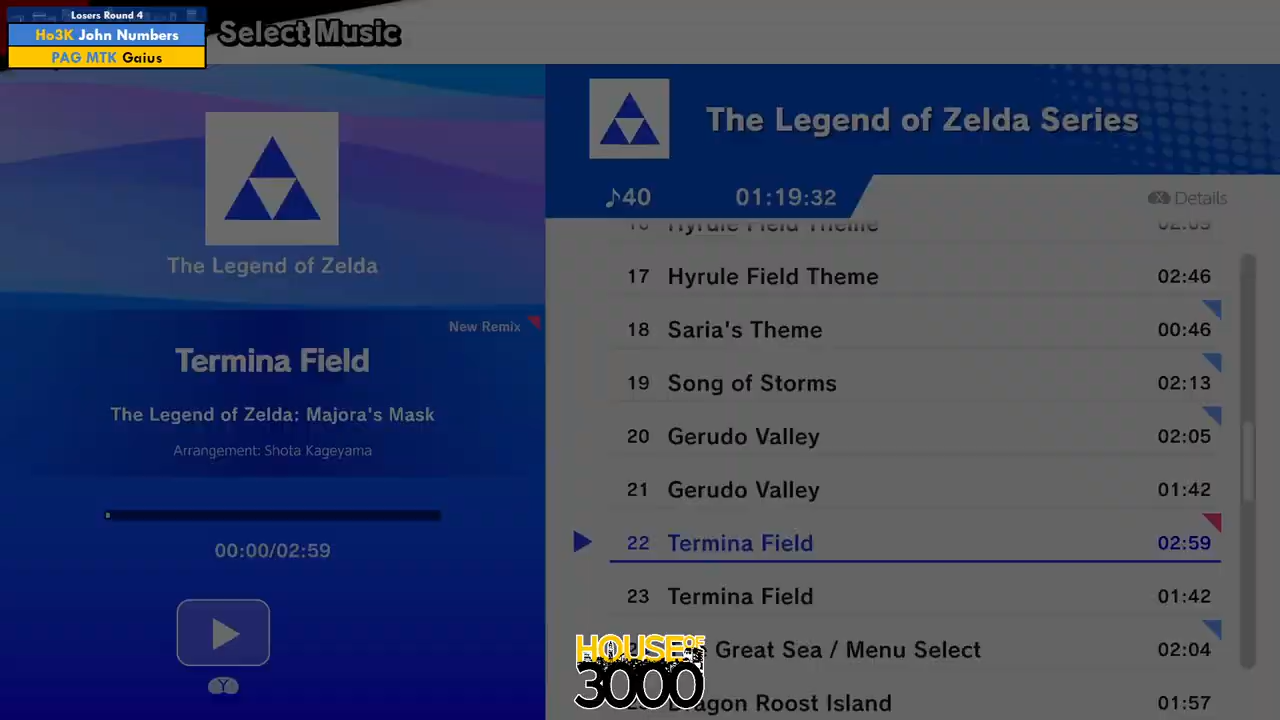 Losers Round 4
Ho3K John Numbers
PAG MTK Gaius
Select Music
The Legend of Zelda
New Remix
Termina Field
The Legend of Zelda: Majora's Mask
Arrangement: Shota Kageyama
00:00/02:59
Y
The Legend of Zelda Series
♪40 01:19:32
X Details
16 Hyrule Field Theme
17 Hyrule Field Theme 02:46
18 Saria's Theme 00:46
19 Song of Storms 02:13
20 Gerudo Valley 02:05
21 Gerudo Valley 01:42
22 Termina Field 02:59
23 Termina Field 01:42
Great Sea / Menu Select 02:04
Dragon Roost Island 01:57
HOUSE OF
3000